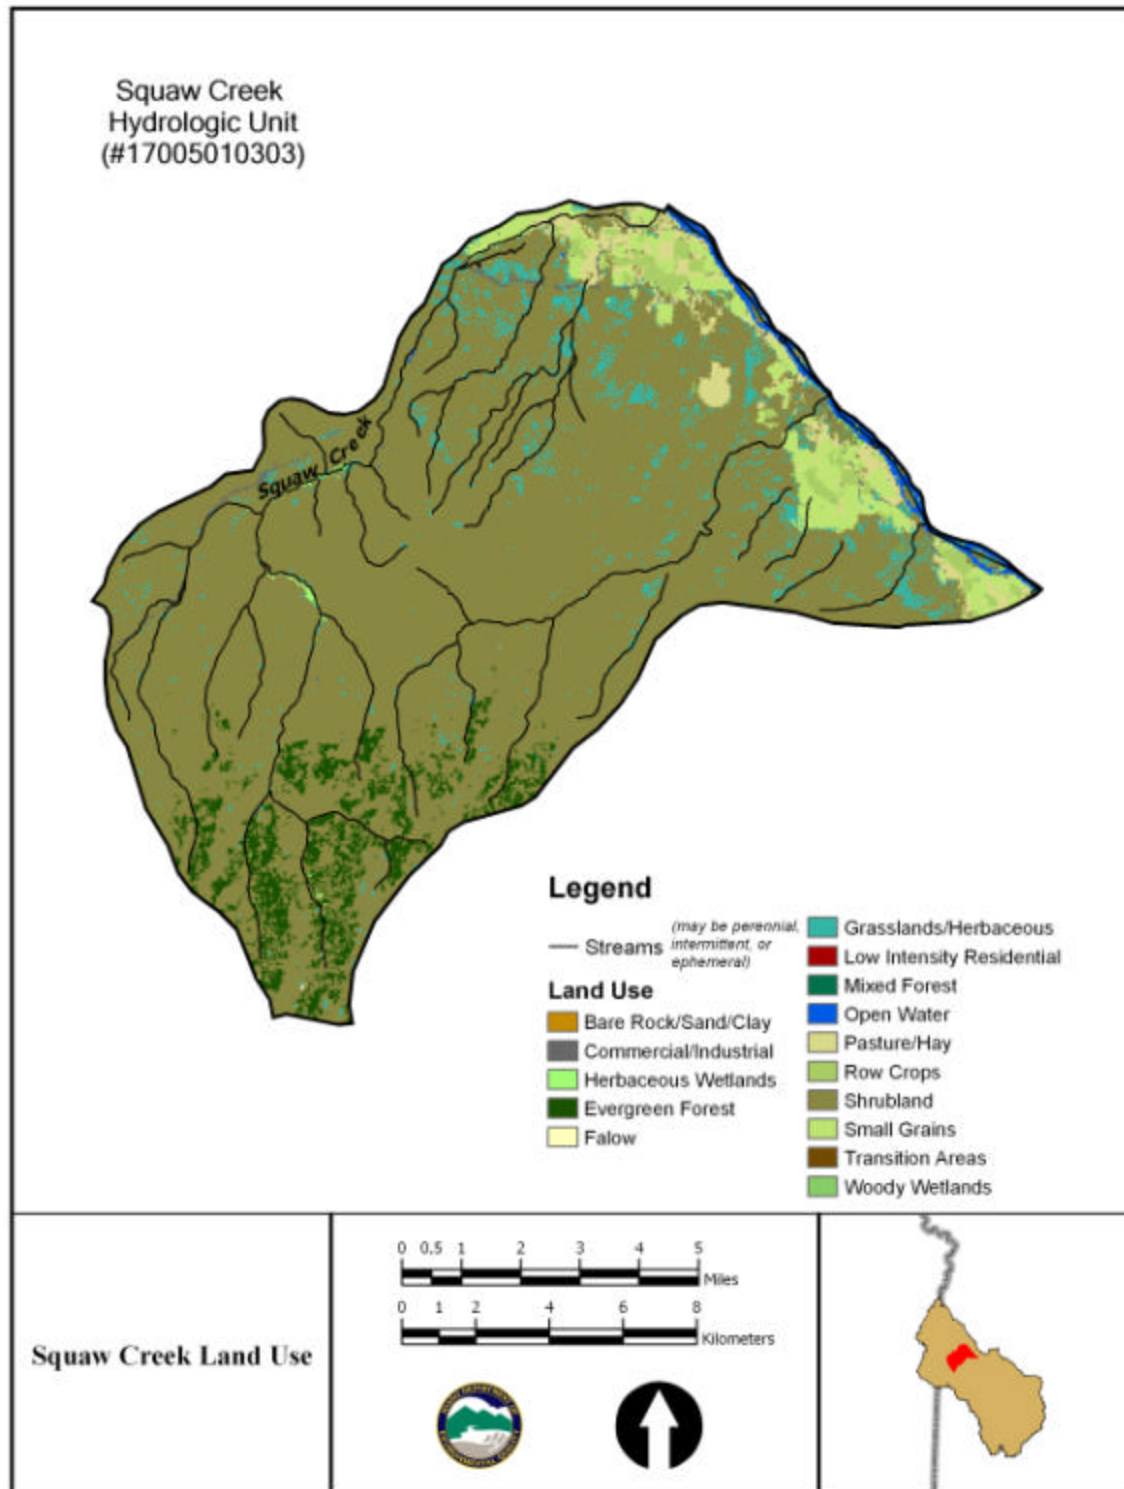 Squaw Creek
Hydrologic Unit
(#17005010303)
Squaw Creek
Legend
Streams
(may be perennial,
intermittent, or
ephemeral)
Land Use
Bare Rock/Sand/Clay
Commercial/Industrial
Herbaceous Wetlands
Evergreen Forest
Falow
Grasslands/Herbaceous
Low Intensity Residential
Mixed Forest
Open Water
Pasture/Hay
Row Crops
Shrubland
Small Grains
Transition Areas
Woody Wetlands
Squaw Creek Land Use
0 0.5 1 2 3 4 5
Miles
0 1 2 4 6 8
Kilometers